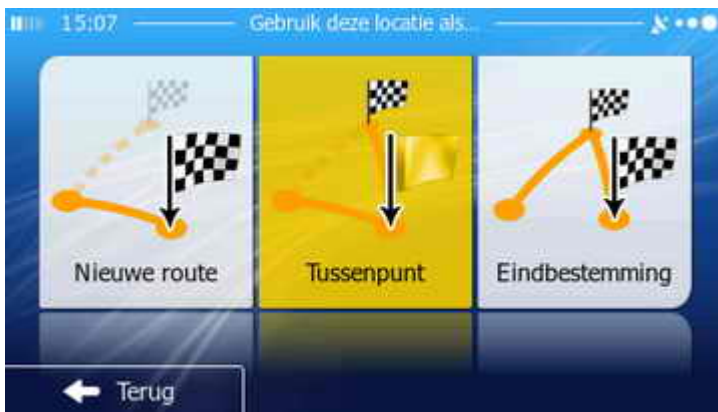 15:07 Gebruik deze locatie als...
Nieuwe route Tussenpunt Eindbestemming
Terug